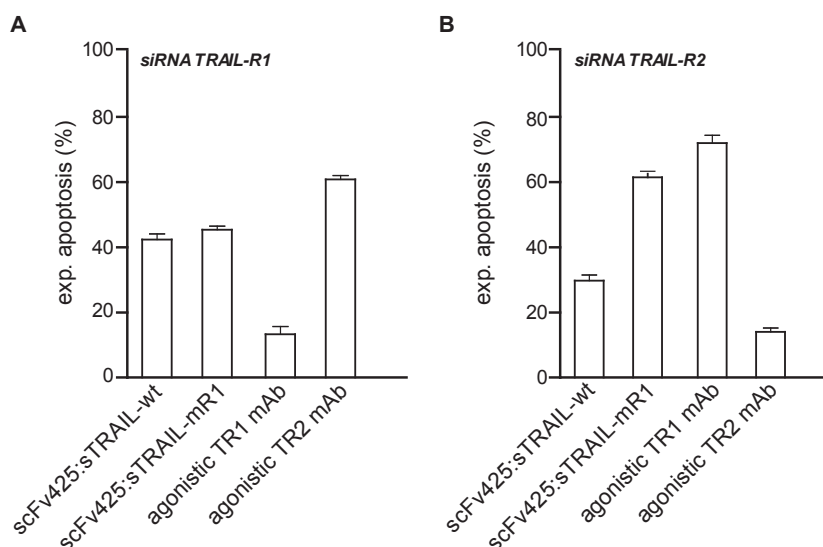 A
siRNA TRAIL-R1
exp. apoptosis (%)
100
80
60
40
20
0
scFv425:sTRAIL-wt
scFv425:sTRAIL-mR1
agonistic TR1 mAb
agonistic TR2 mAb
B
siRNA TRAIL-R2
exp. apoptosis (%)
100
80
60
40
20
0
scFv425:sTRAIL-wt
scFv425:sTRAIL-mR1
agonistic TR1 mAb
agonistic TR2 mAb